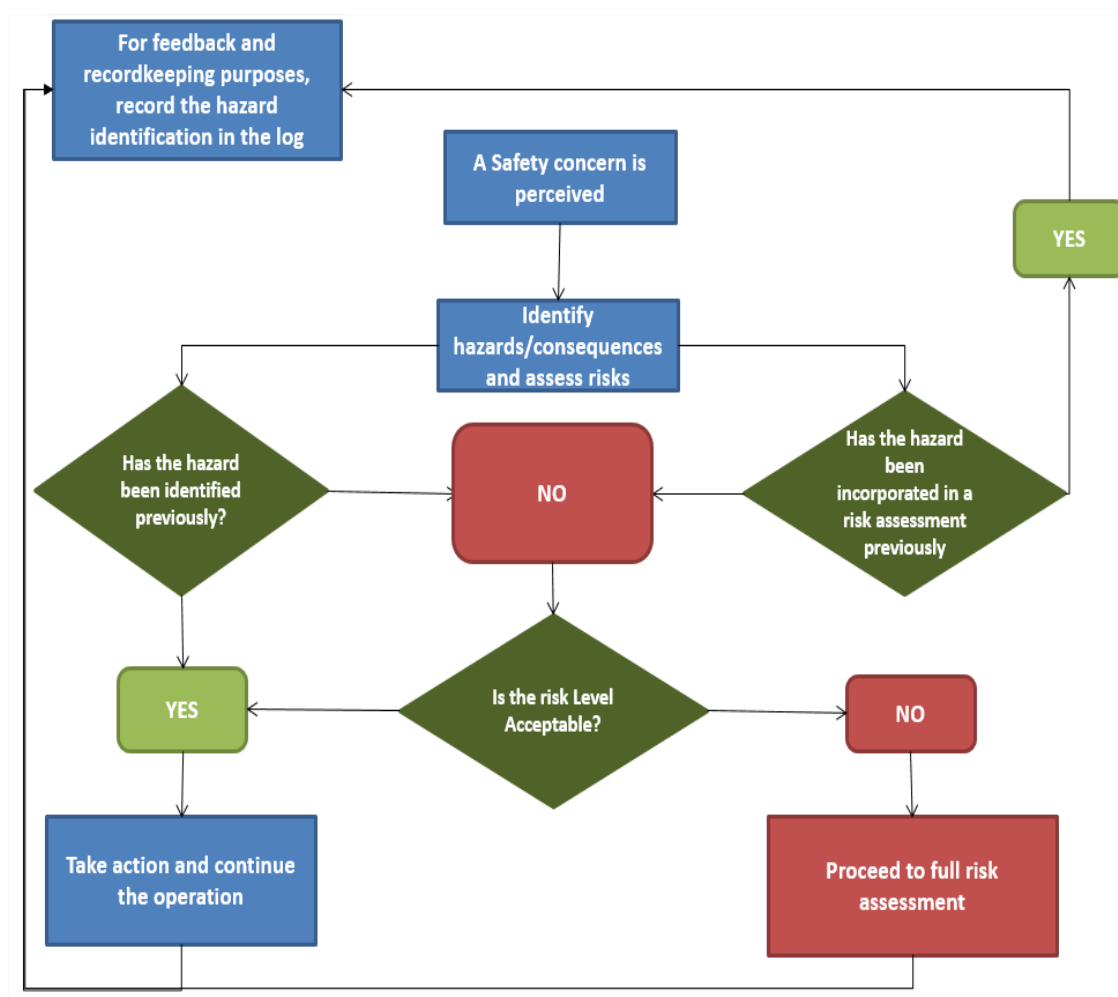 For feedback and
recordkeeping purposes,
record the hazard
identification in the log
A Safety concern is
perceived
YES
Identify
hazards/consequences
and assess risks
Has the hazard
been identified
previously?
NO
Has the hazard
been
incorporated in a
risk assessment
previously
YES
Is the risk Level
Acceptable?
NO
Take action and continue
the operation
Proceed to full risk
assessment